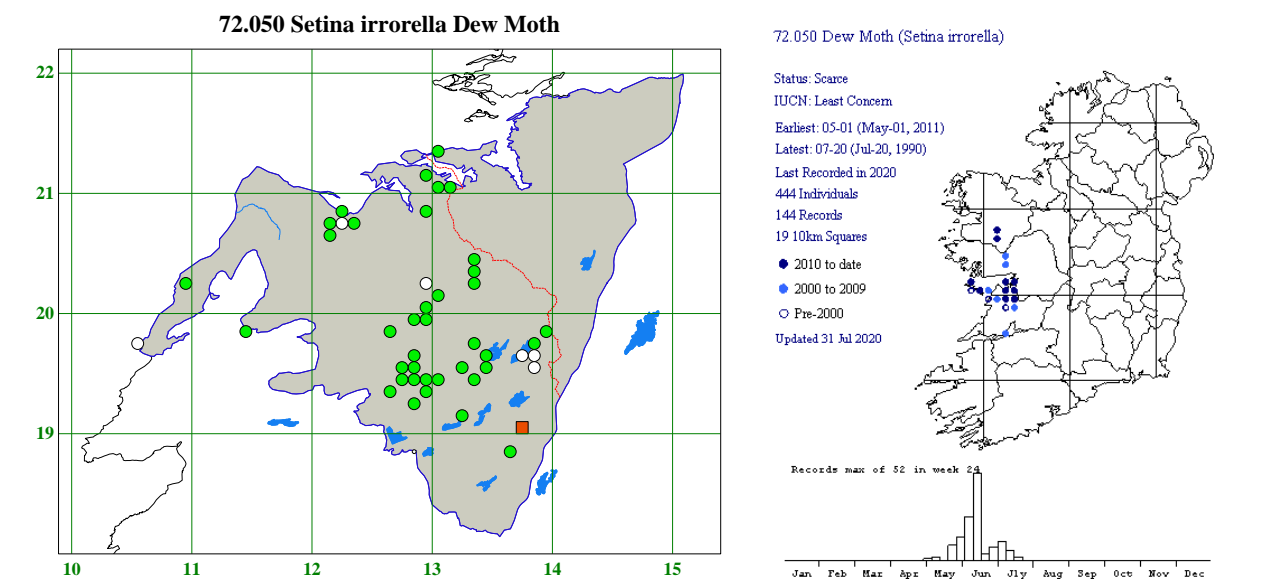 72.050 Setina irrorella Dew Moth
22
21
20
19
10 11 12 13 14 15
72.050 Dew Moth (Setina irrorella)
Status: Scarce
IUCN: Least Concern
Earliest: 05-01 (May-01, 2011)
Latest: 07-20 (Jul-20, 1990)
Last Recorded in 2020
444 Individuals
144 Records
19 10km Squares
2010 to date
2000 to 2009
Pre-2000
Updated 31 Jul 2020
Records max of 52 in week 24
Jan Feb Mar Apr May Jun Jly Aug Sep Oct Nov Dec